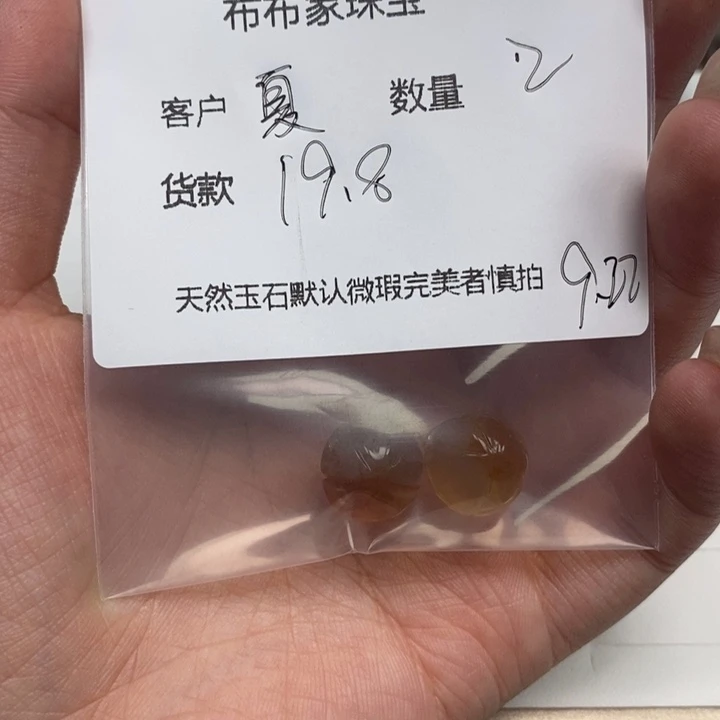 布布家珠宝
客户 夏 数量 2
货款 19.8
天然玉石默认微瑕完美者慎拍 9.22